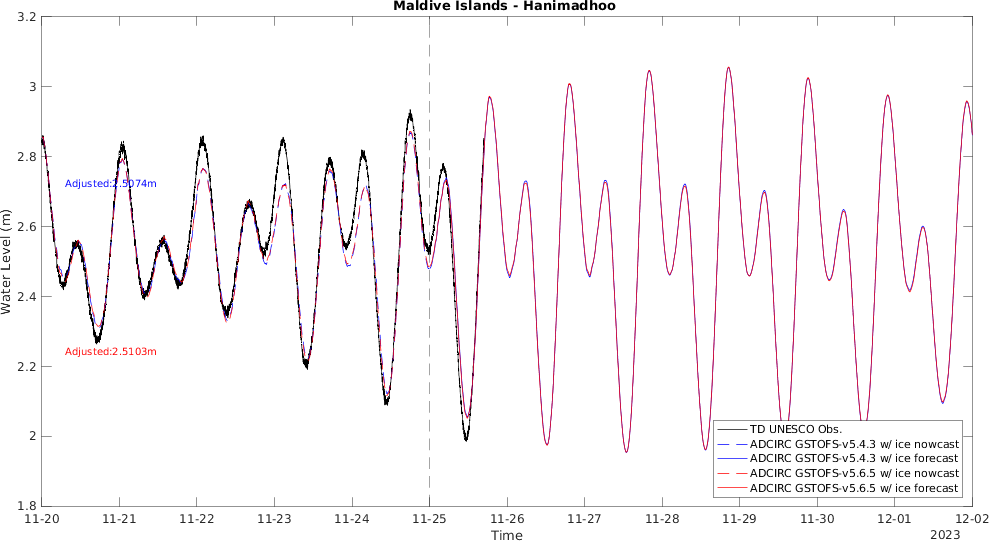 Maldive Islands - Hanimadhoo
3.2
3
2.8
2.6
2.4
2.2
2
1.8
Water Level (m)
Adjusted:2.5074m
Adjusted:2.5103m
TD UNESCO Obs.
ADCIRC GSTOFS-v5.4.3 w/ ice nowcast
ADCIRC GSTOFS-v5.4.3 w/ ice forecast
ADCIRC GSTOFS-v5.6.5 w/ ice nowcast
ADCIRC GSTOFS-v5.6.5 w/ ice forecast
11-20 11-21 11-22 11-23 11-24 11-25 11-26 11-27 11-28 11-29 11-30 12-01 12-02
Time
2023